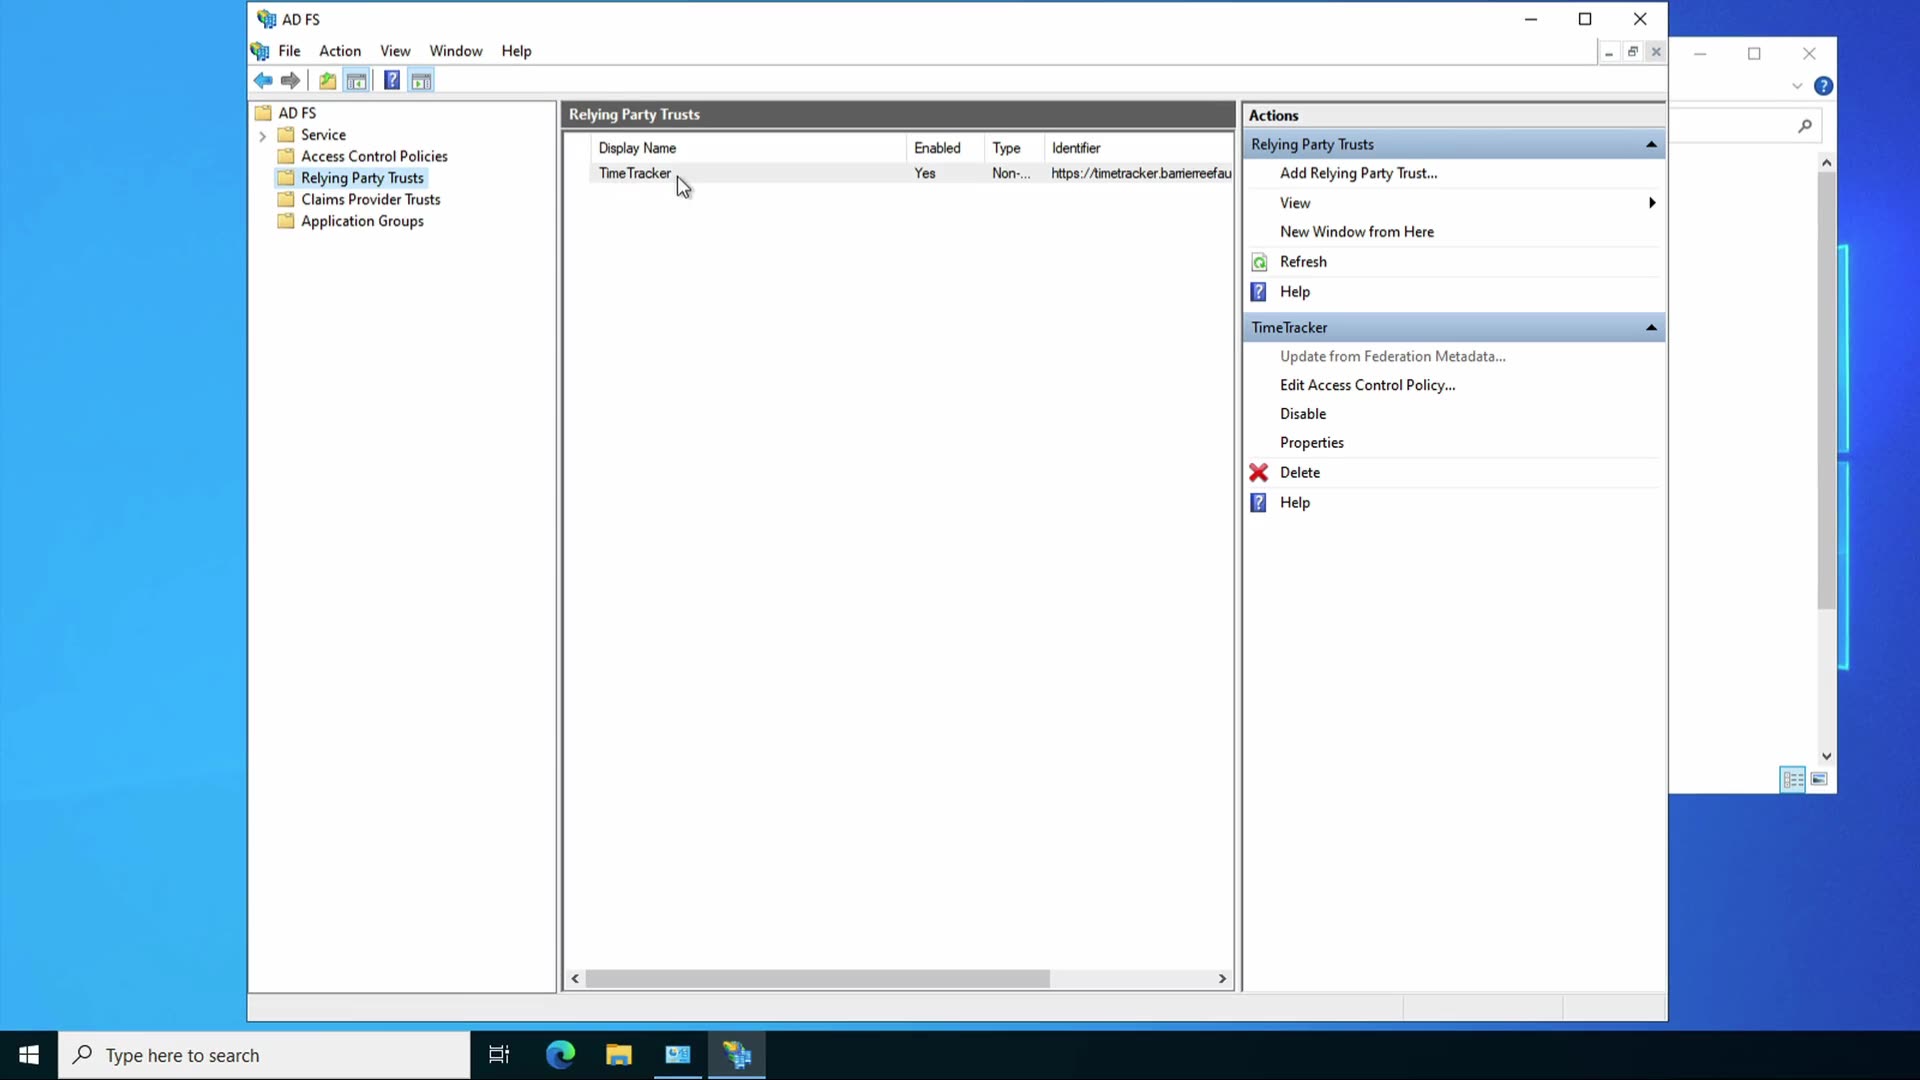 AD FS
File Action View Window Help
AD FS
Service
Access Control Policies
Relying Party Trusts
Claims Provider Trusts
Application Groups
Relying Party Trusts
Display Name Enabled Type Identifier
TimeTracker Yes Non-... https://timetracker.barrierreefau
Actions
Relying Party Trusts
Add Relying Party Trust...
View
New Window from Here
Refresh
Help
TimeTracker
Update from Federation Metadata...
Edit Access Control Policy...
Disable
Properties
Delete
Help
Type here to search